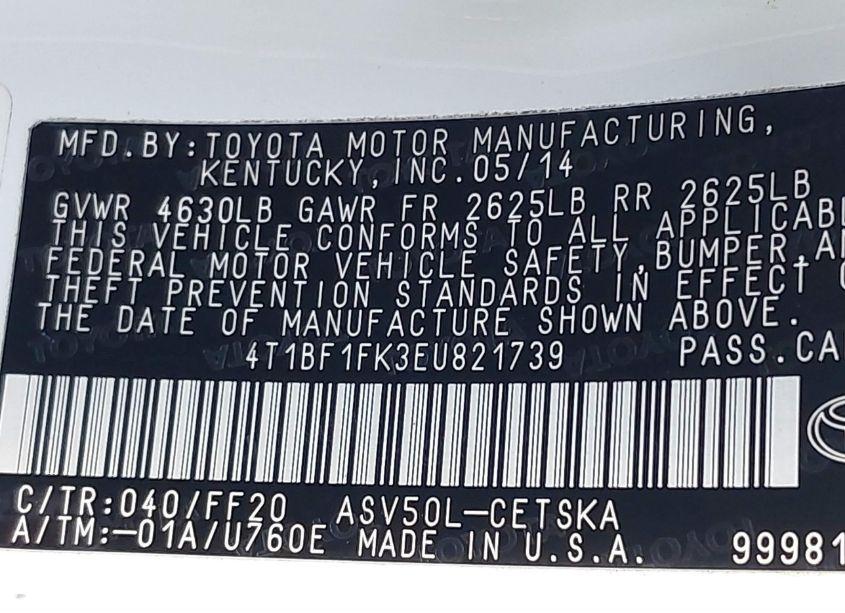 MFD.BY:TOYOTA MOTOR MANUFACTURING,
KENTUCKY,INC.05/14
GVWR 4630LB GAWR FR 2625LB RR 2625LB
THIS VEHICLE CONFORMS TO ALL
FEDERAL MOTOR VEHICLE SAFETY,BUMPER,
THEFT PREVENTION STANDARDS IN EFFECT
THE DATE OF MANUFACTURE SHOWN ABOVE.
4T1BF1FK3EU821739 PASS.CA
C/TR:040/FF20 ASV50L-CETSKA
A/TM:-01A/U760E MADE IN U.S.A. 99981